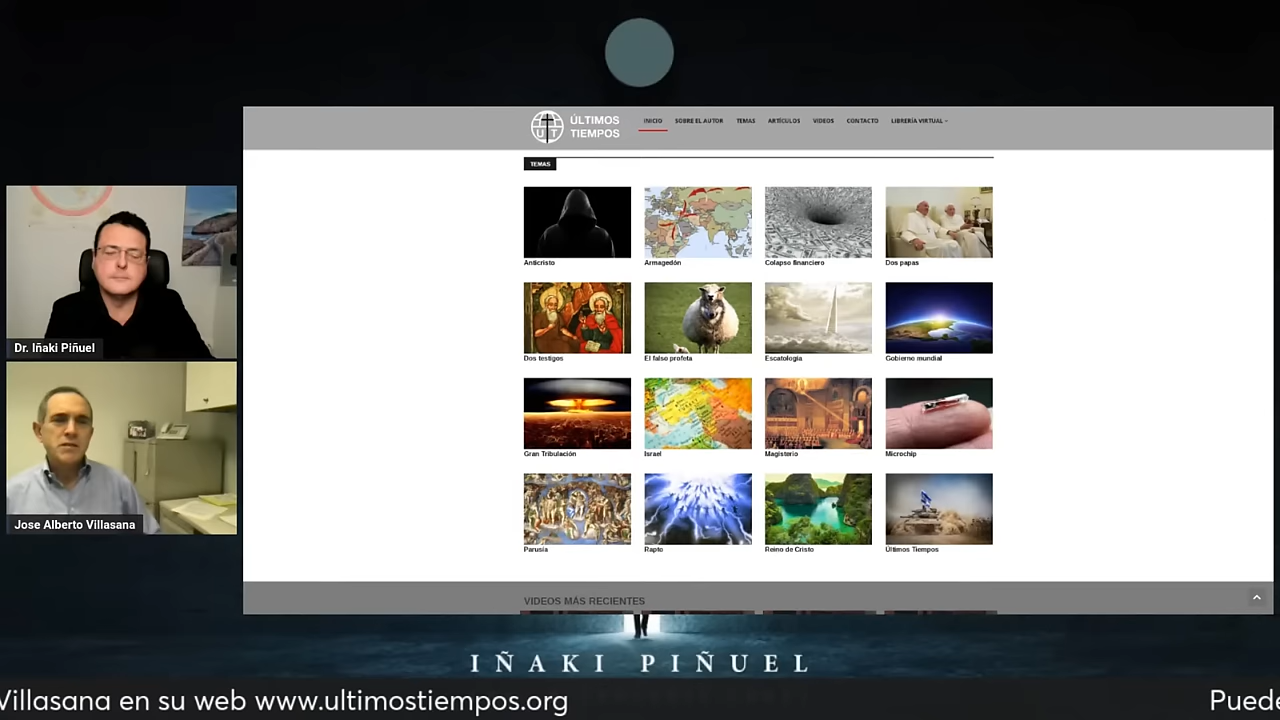 ÚLTIMOS
TIEMPOS
INICIO SOBRE EL AUTOR TEMAS ARTÍCULOS VIDEOS CONTACTO LIBRERÍA VIRTUAL
TEMAS
Anticristo Armagedón Colapso financiero Dos papas
Dos testigos El falso profeta Escatología Gobierno mundial
Gran Tribulación Israel Magisterio Microchip
Parusía Rapto Reino de Cristo Últimos Tiempos
VIDEOS MÁS RECIENTES
Dr. Iñaki Piñuel
Jose Alberto Villasana
IÑAKI PIÑUEL
Villasana en su web www.ultimostiempos.org Puede